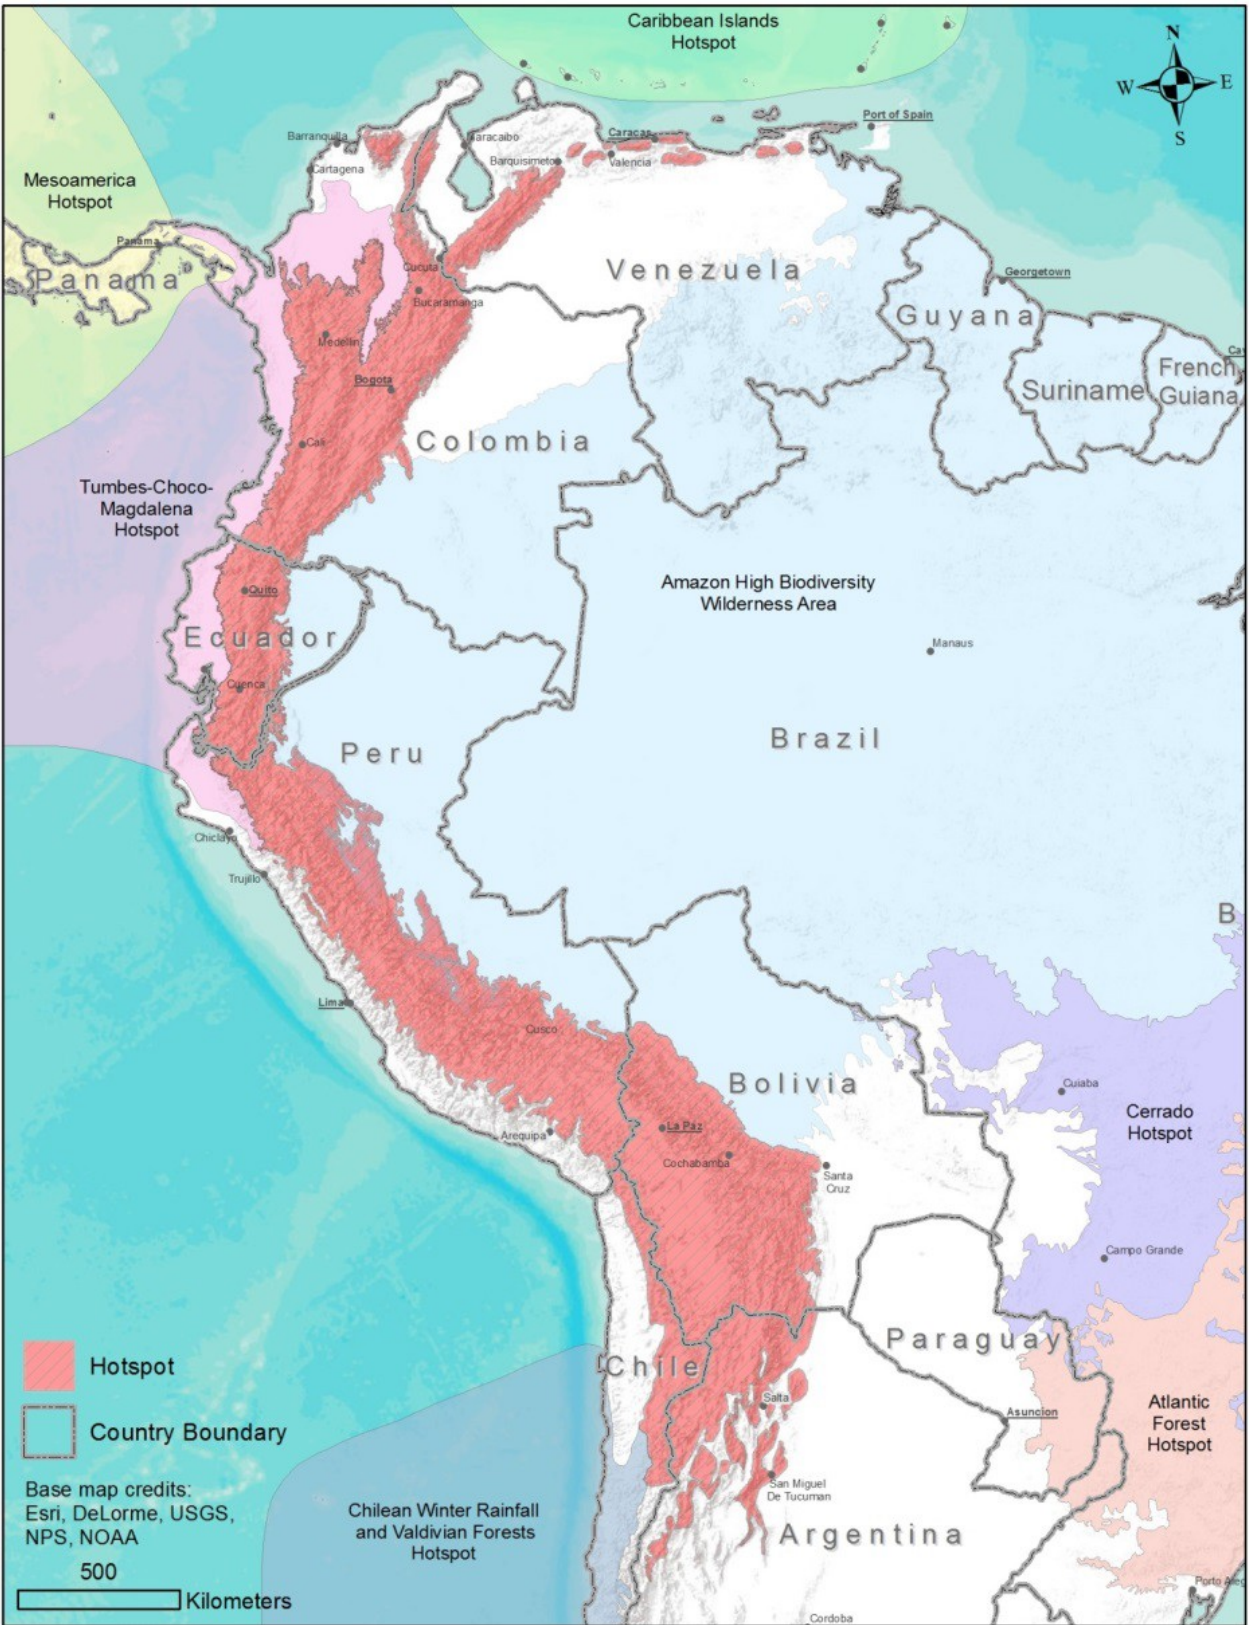 Caribbean Islands
Hotspot
N
W
E
S
Port of Spain
Barranquilla
Maracaibo
Caracas
Barquisimeto
Valencia
Cartagena
Mesoamerica
Hotspot
Panama
Panama
Cucuta
Venezuela
Georgetown
Bucaramanga
Guyana
Medellin
Bogota
Suriname
French
Guiana
Cali
Colombia
Tumbes-Choco-
Magdalena
Hotspot
Quito
Amazon High Biodiversity
Wilderness Area
Ecuador
Manaus
Cuenca
Peru
Brazil
Chiclayo
Trujillo
B
Lima
Cusco
Bolivia
Cuiaba
Cerrado
Hotspot
La Paz
Arequipa
Cochabamba
Santa
Cruz
Campo Grande
Hotspot
Chile
Paraguay
Country Boundary
Salta
Asuncion
Atlantic
Forest
Hotspot
Base map credits:
Esri, DeLorme, USGS,
NPS, NOAA
San Miguel
De Tucuman
Chilean Winter Rainfall
and Valdivian Forests
Hotspot
Argentina
500
Kilometers
Porto Aleg
Cordoba